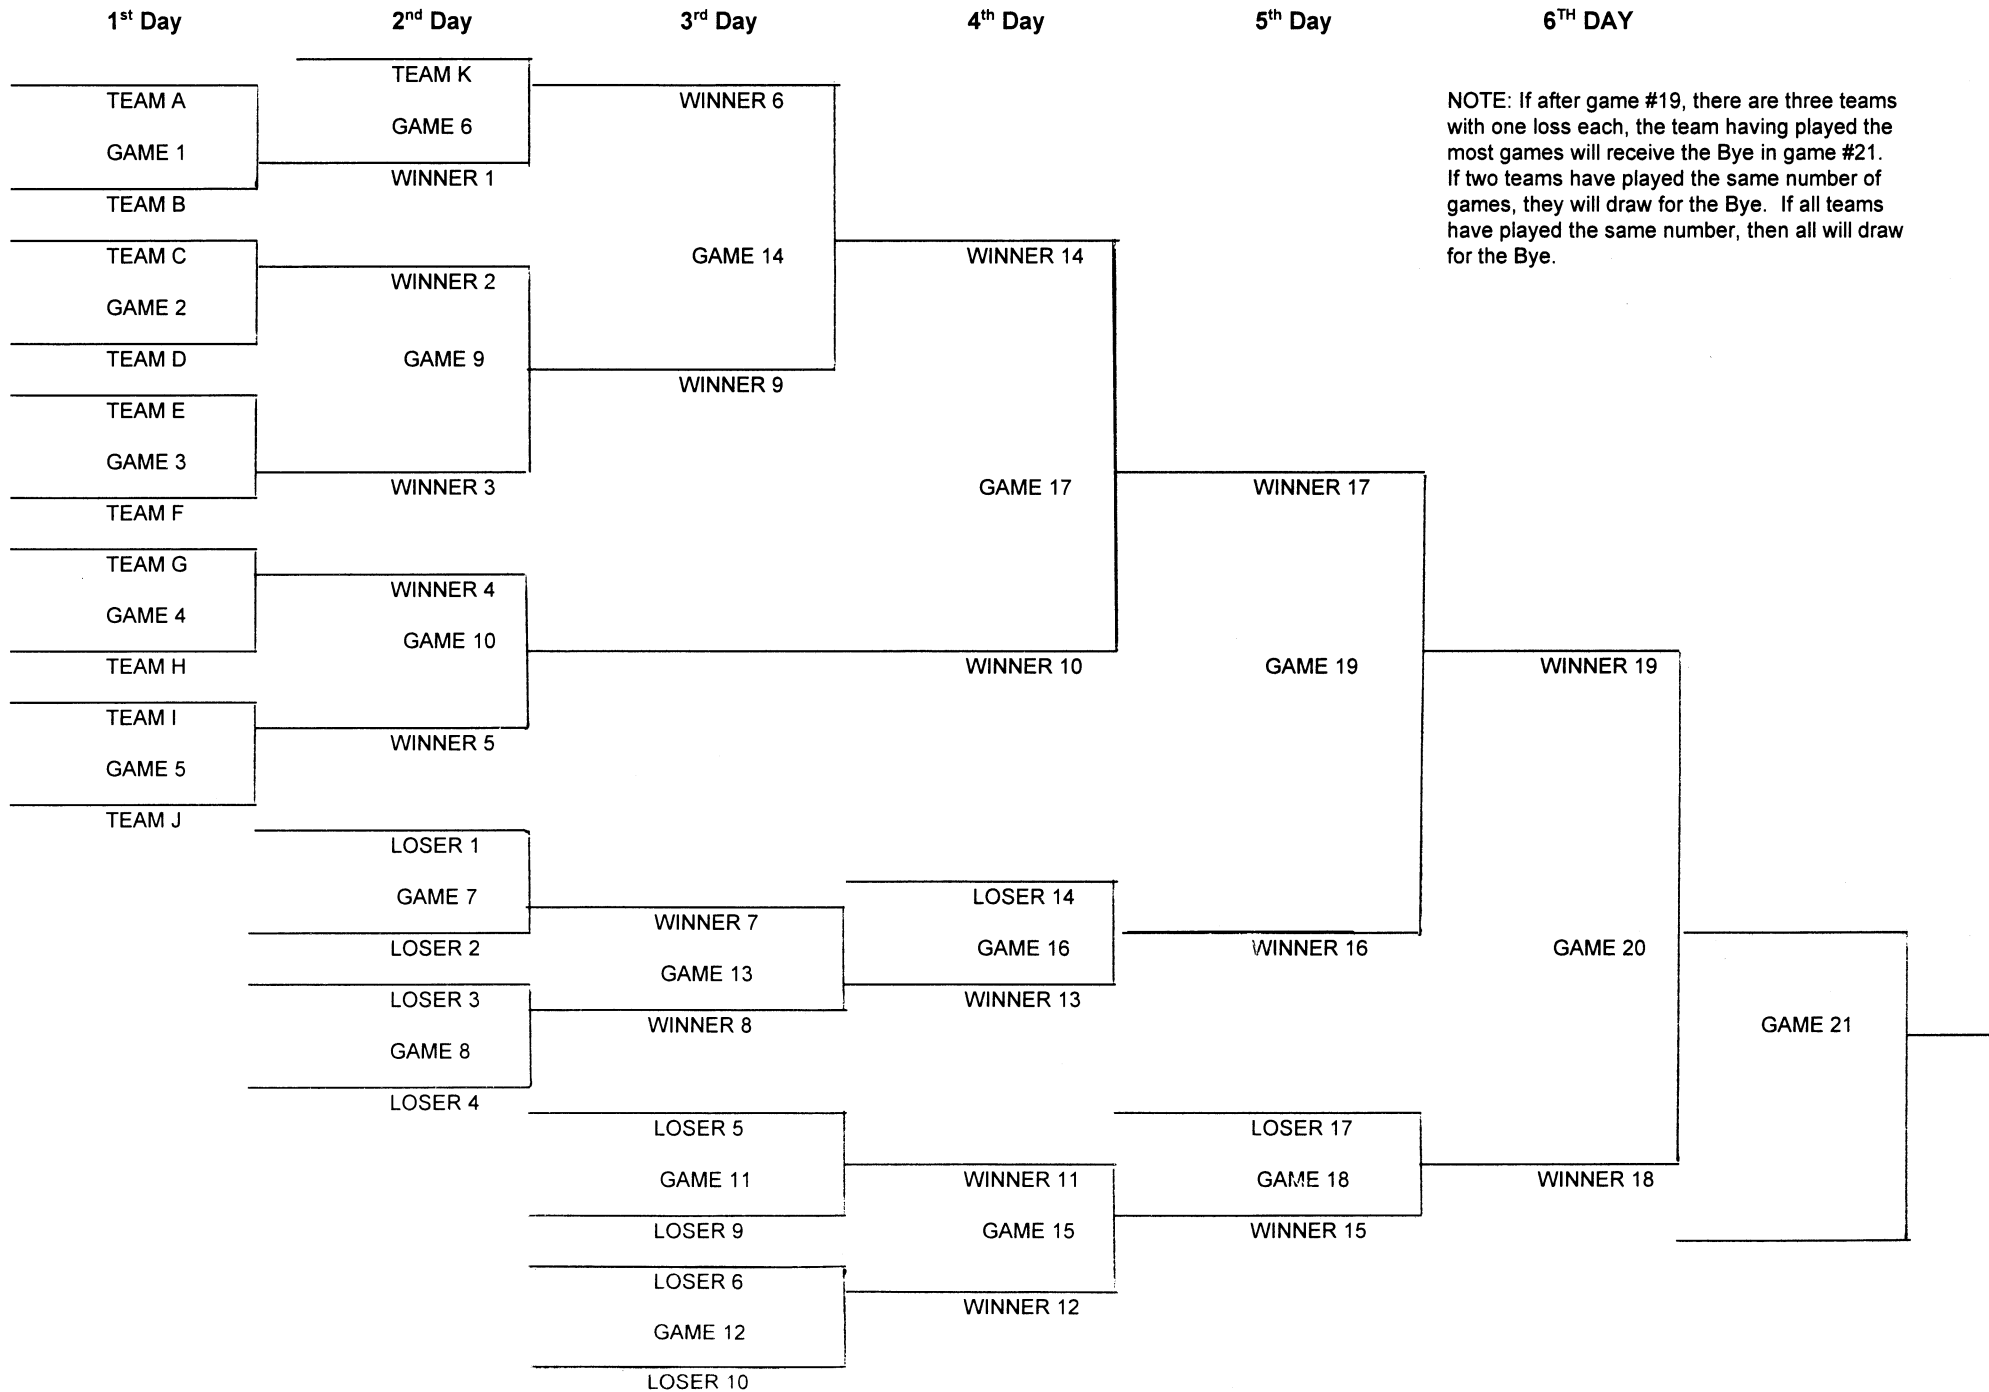 1st Day
2nd Day
3rd Day
4th Day
5th Day
6TH DAY
TEAM A
GAME 1
TEAM B
TEAM C
GAME 2
TEAM D
TEAM E
GAME 3
TEAM F
TEAM G
GAME 4
TEAM H
TEAM I
GAME 5
TEAM J
TEAM K
GAME 6
WINNER 1
WINNER 2
GAME 9
WINNER 3
WINNER 4
GAME 10
WINNER 5
LOSER 1
GAME 7
LOSER 2
LOSER 3
GAME 8
LOSER 4
WINNER 6
GAME 14
WINNER 9
WINNER 7
GAME 13
WINNER 8
LOSER 5
GAME 11
LOSER 9
LOSER 6
GAME 12
LOSER 10
WINNER 14
GAME 17
WINNER 10
LOSER 14
GAME 16
WINNER 13
WINNER 11
GAME 15
WINNER 12
WINNER 17
GAME 19
WINNER 16
LOSER 17
GAME 18
WINNER 15
NOTE: If after game #19, there are three teams
with one loss each, the team having played the
most games will receive the Bye in game #21.
If two teams have played the same number of
games, they will draw for the Bye. If all teams
have played the same number, then all will draw
for the Bye.
WINNER 19
GAME 20
WINNER 18
GAME 21